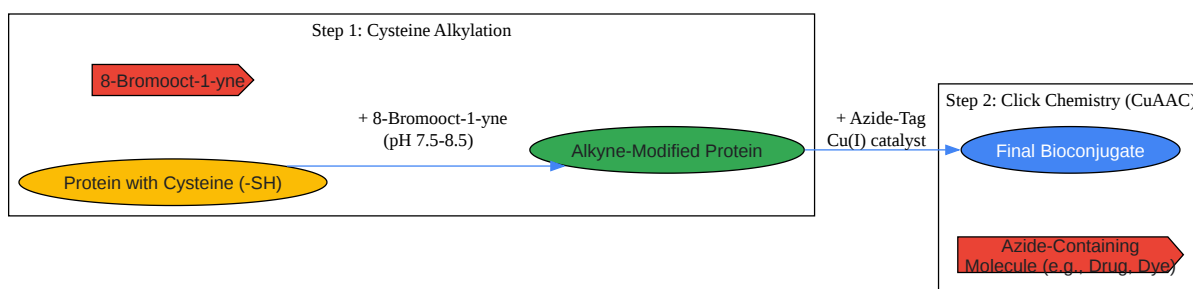 Step 1: Cysteine Alkylation
8-Bromooct-1-yne
+ 8-Bromooct-1-yne
(pH 7.5-8.5)
Protein with Cysteine (-SH)
Alkyne-Modified Protein
+ Azide-Tag
Cu(I) catalyst
Step 2: Click Chemistry (CuAAC)
Final Bioconjugate
Azide-Containing
Molecule (e.g., Drug, Dye)